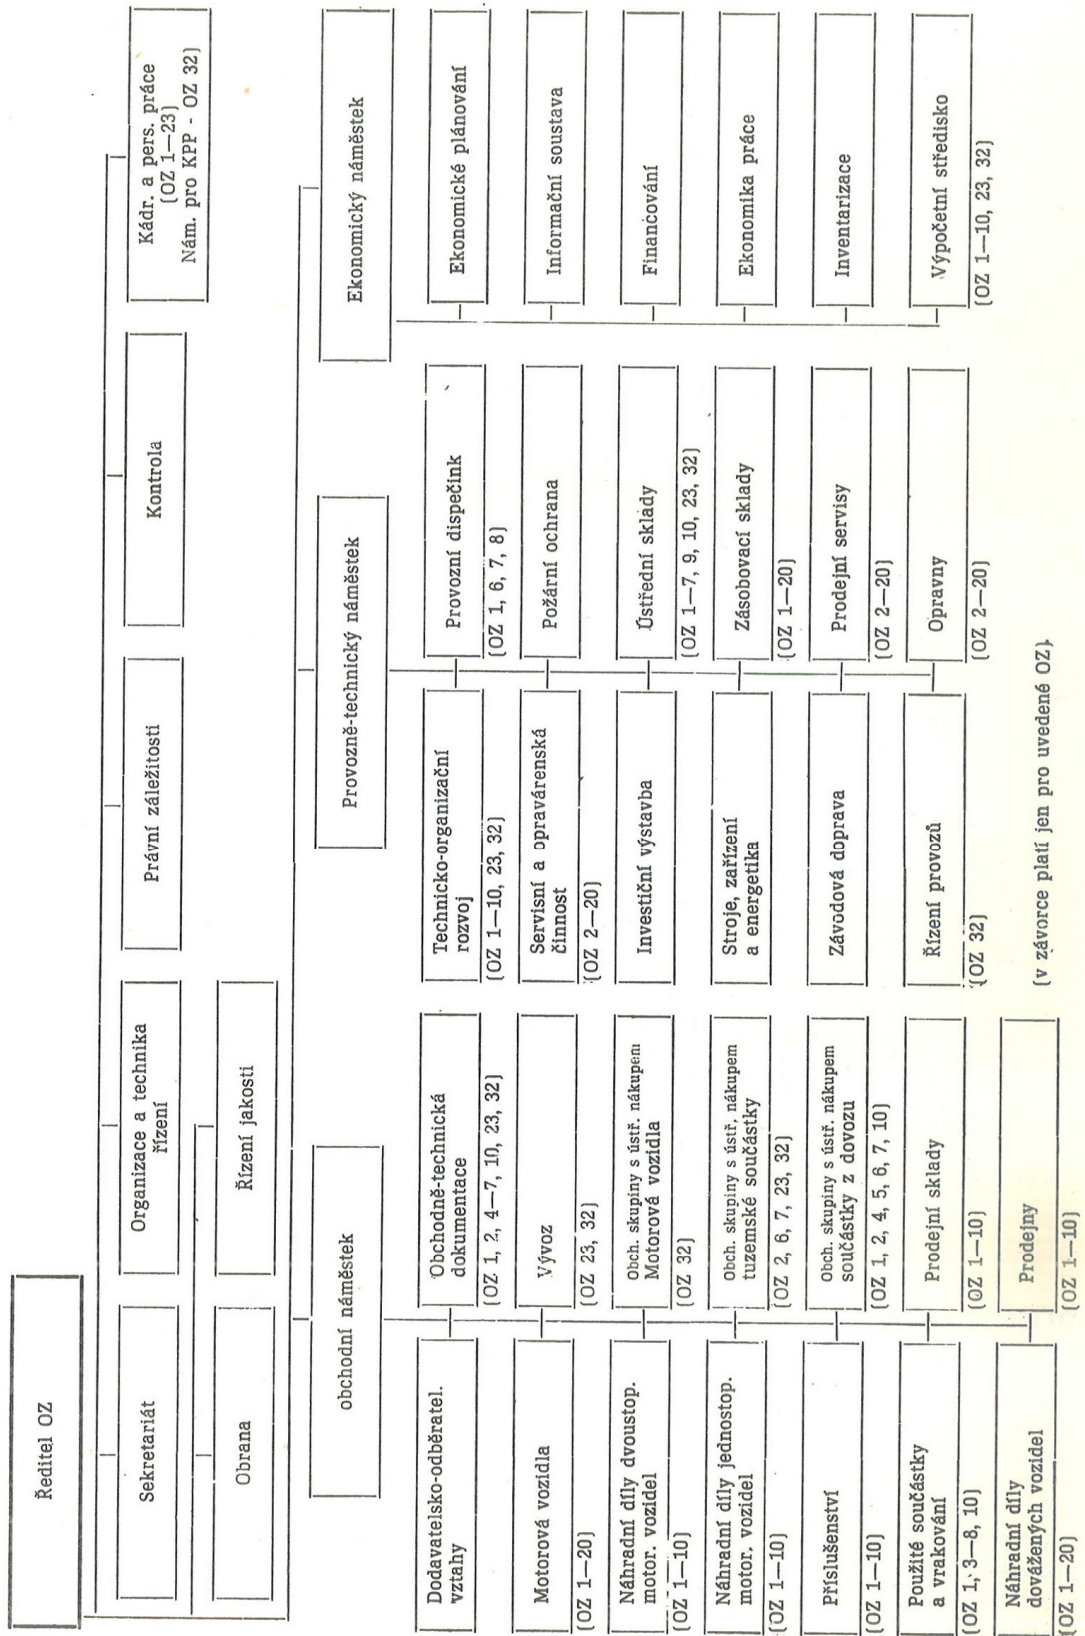 Ředitel OZ
Sekretariát
Organizace a technika
řízení
Právní záležitosti
Kontrola
Kádr. a pers. práce
(OZ 1—23)
Nám. pro KPP - OZ 32)
Obrana
Řízení jakosti
obchodní náměstek
Provozně-technický náměstek
Ekonomický náměstek
Dodavatelsko-odběratel.
vztahy
Obchodně-technická
dokumentace
(OZ 1, 2, 4—7, 10, 23, 32)
Technicko-organizační
rozvoj
(OZ 1—10, 23, 32)
Provozní dispečink
(OZ 1, 6, 7, 8)
Ekonomické plánování
Motorová vozidla
(OZ 1—20)
Vývoz
(OZ 23, 32)
Servisní a opravárenská
činnost
(OZ 2—20)
Požární ochrana
Informační soustava
Náhradní díly dvoustop.
motor. vozidel
(OZ 1—10)
Obch. skupiny s ústř. nákupem
Motorová vozidla
(OZ 32)
Investiční výstavba
Ústřední sklady
(OZ 1—7, 9, 10, 23, 32)
Financování
Náhradní díly jednostop.
motor. vozidel
(OZ 1—10)
Obch. skupiny s ústř. nákupem
tuzemské součástky
(OZ 2, 6, 7, 23, 32)
Stroje, zařízení
a energetika
Zásobovací sklady
(OZ 1—20)
Ekonomika práce
Příslušenství
(OZ 1—10)
Obch. skupiny s ústř. nákupem
součástky z dovozu
(OZ 1, 2, 4, 5, 6, 7, 10)
Závodová doprava
Prodejní servisy
(OZ 2—20)
Inventarizace
Použité součástky
a vrakování
(OZ 1, 3—8, 10)
Prodejní sklady
(OZ 1—10)
Řízení provozů
(OZ 32)
Opravny
(OZ 2—20)
Výpočetní středisko
(OZ 1—10, 23, 32)
Náhradní díly
dovážených vozidel
(OZ 1—20)
Prodejny
(OZ 1—10)
(v závorce platí jen pro uvedené OZ).